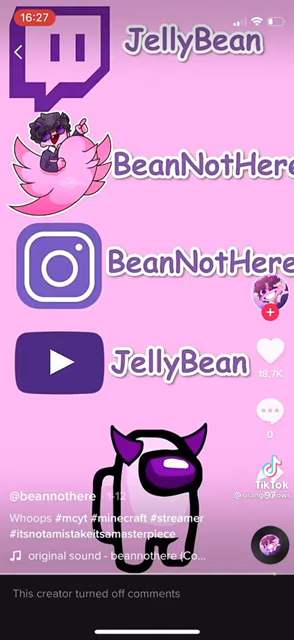 16:27
JellyBean
BeanNotHere
BeanNotHere
JellyBean
18,7K
0
TikTok
@beannothere · 1-12
Whoops #mcyt #minecraft #streamer
#itsnotamistakeitsamasterpiece
♫ original sound - beannothere (Co...
This creator turned off comments